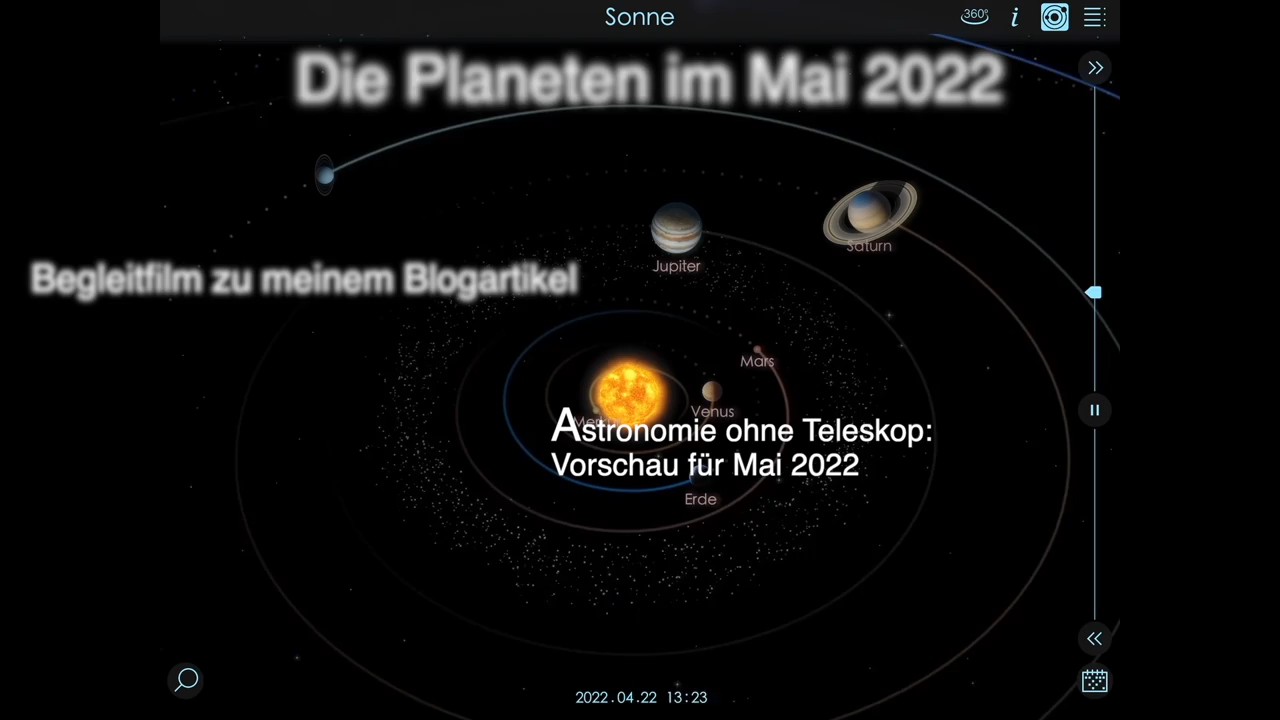 Sonne
360°
i
Die Planeten im Mai 2022
Saturn
Jupiter
Begleitfilm zu meinem Blogartikel
Mars
Venus
Astronomie ohne Teleskop:
Vorschau für Mai 2022
Erde
2022.04.22 13:23